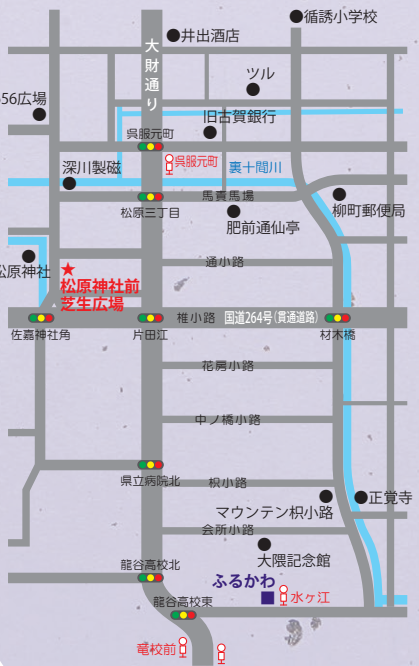 循誘小学校
井出酒店
大財通り
ツル
56広場
旧古賀銀行
呉服元町
呉服元町
深川製磁
裏十間川
馬責馬場
柳町郵便局
松原三丁目
肥前通仙亭
松原神社
通小路
★
松原神社前
芝生広場
椎小路
国道264号(貫通道路)
佐嘉神社角
片田江
材木橋
花房小路
中ノ橋小路
県立病院北
枳小路
正覚寺
マウンテン枳小路
会所小路
大隈記念館
龍谷高校北
ふるかわ
水ヶ江
龍谷高校東
竜校前